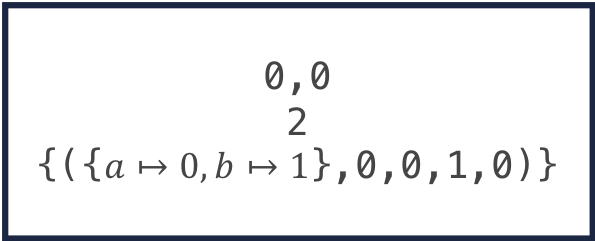 0,0
2
{({a ↦ 0, b ↦ 1},0,0,1,0)}